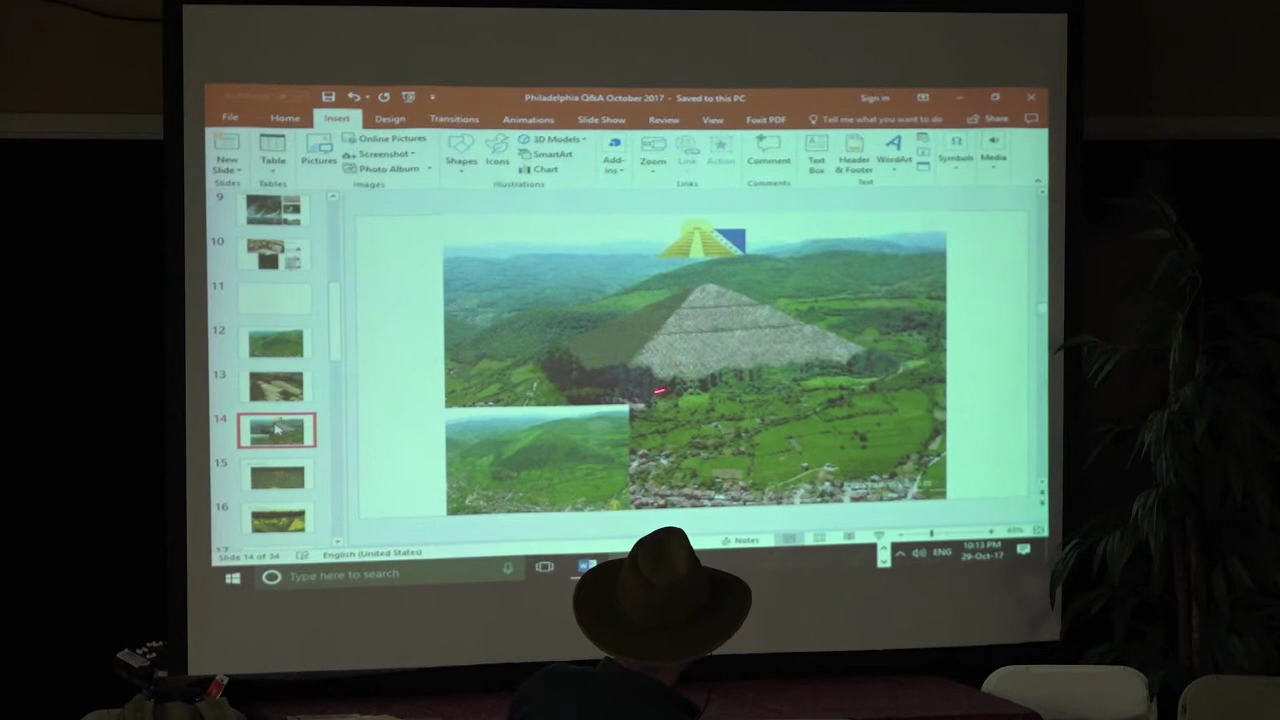 Philadelphia Q&A October 2017 - Saved to this PC
Sign in
File Home Insert Design Transitions Animations Slide Show Review View Foxit PDF Tell me what you want to do Share
New Slide
Table
Pictures
Online Pictures
Screenshot
Photo Album
Shapes
Icons
3D Models
SmartArt
Chart
Add-ins
Zoom
Link
Action
Comment
Text Box
Header & Footer
WordArt
Symbols
Media
Slides Tables Images Illustrations Links Comments Text
9
10
11
12
13
14
15
16
17
Slide 14 of 34 English (United States) Notes
Type here to search
ENG
10:13 PM
29-Oct-17